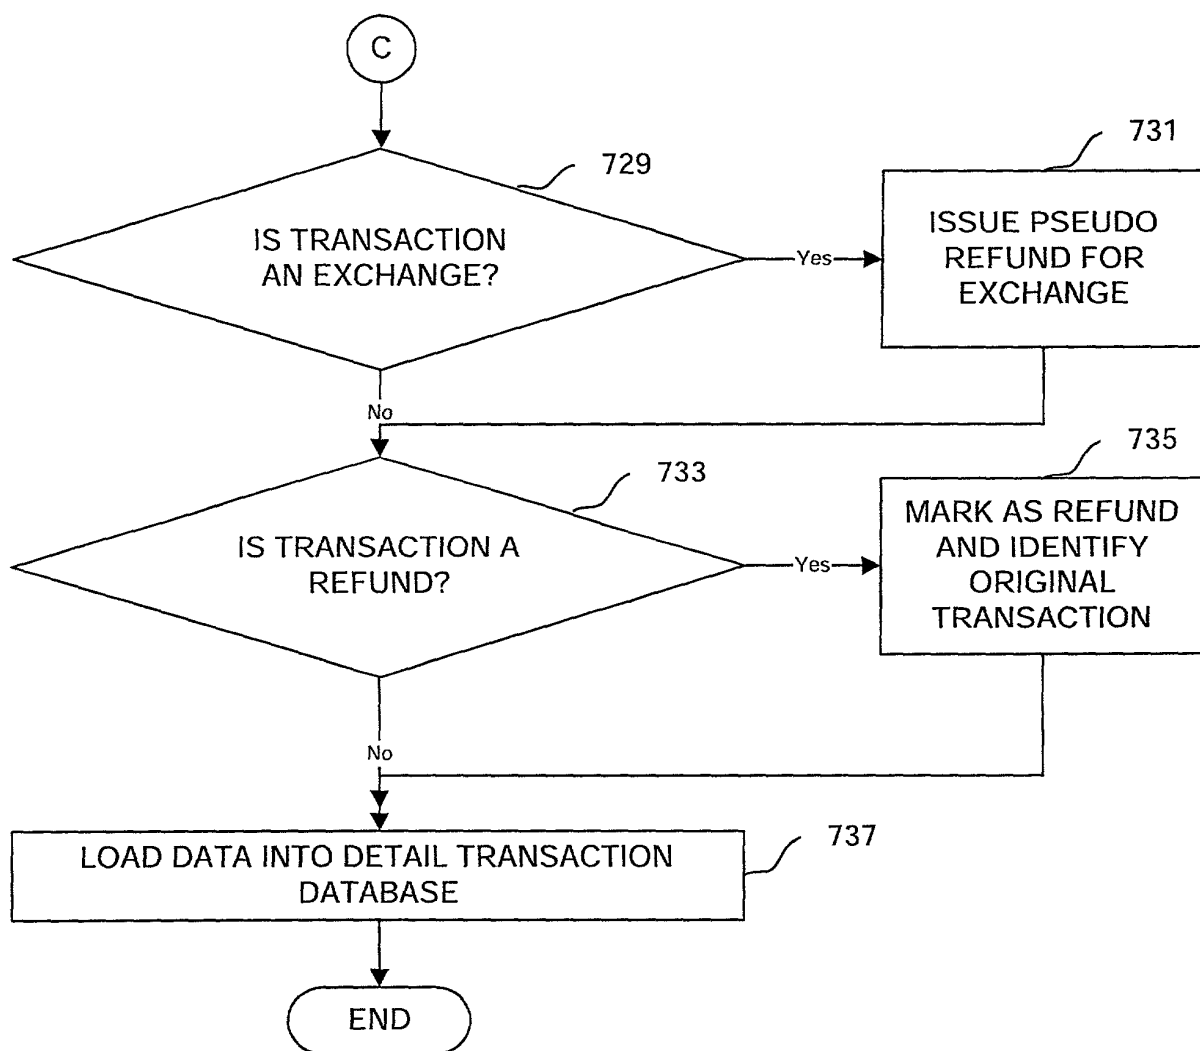 C
729
IS TRANSACTION
AN EXCHANGE?
Yes
731
ISSUE PSEUDO
REFUND FOR
EXCHANGE
No
733
IS TRANSACTION A
REFUND?
Yes
735
MARK AS REFUND
AND IDENTIFY
ORIGINAL
TRANSACTION
No
737
LOAD DATA INTO DETAIL TRANSACTION
DATABASE
END